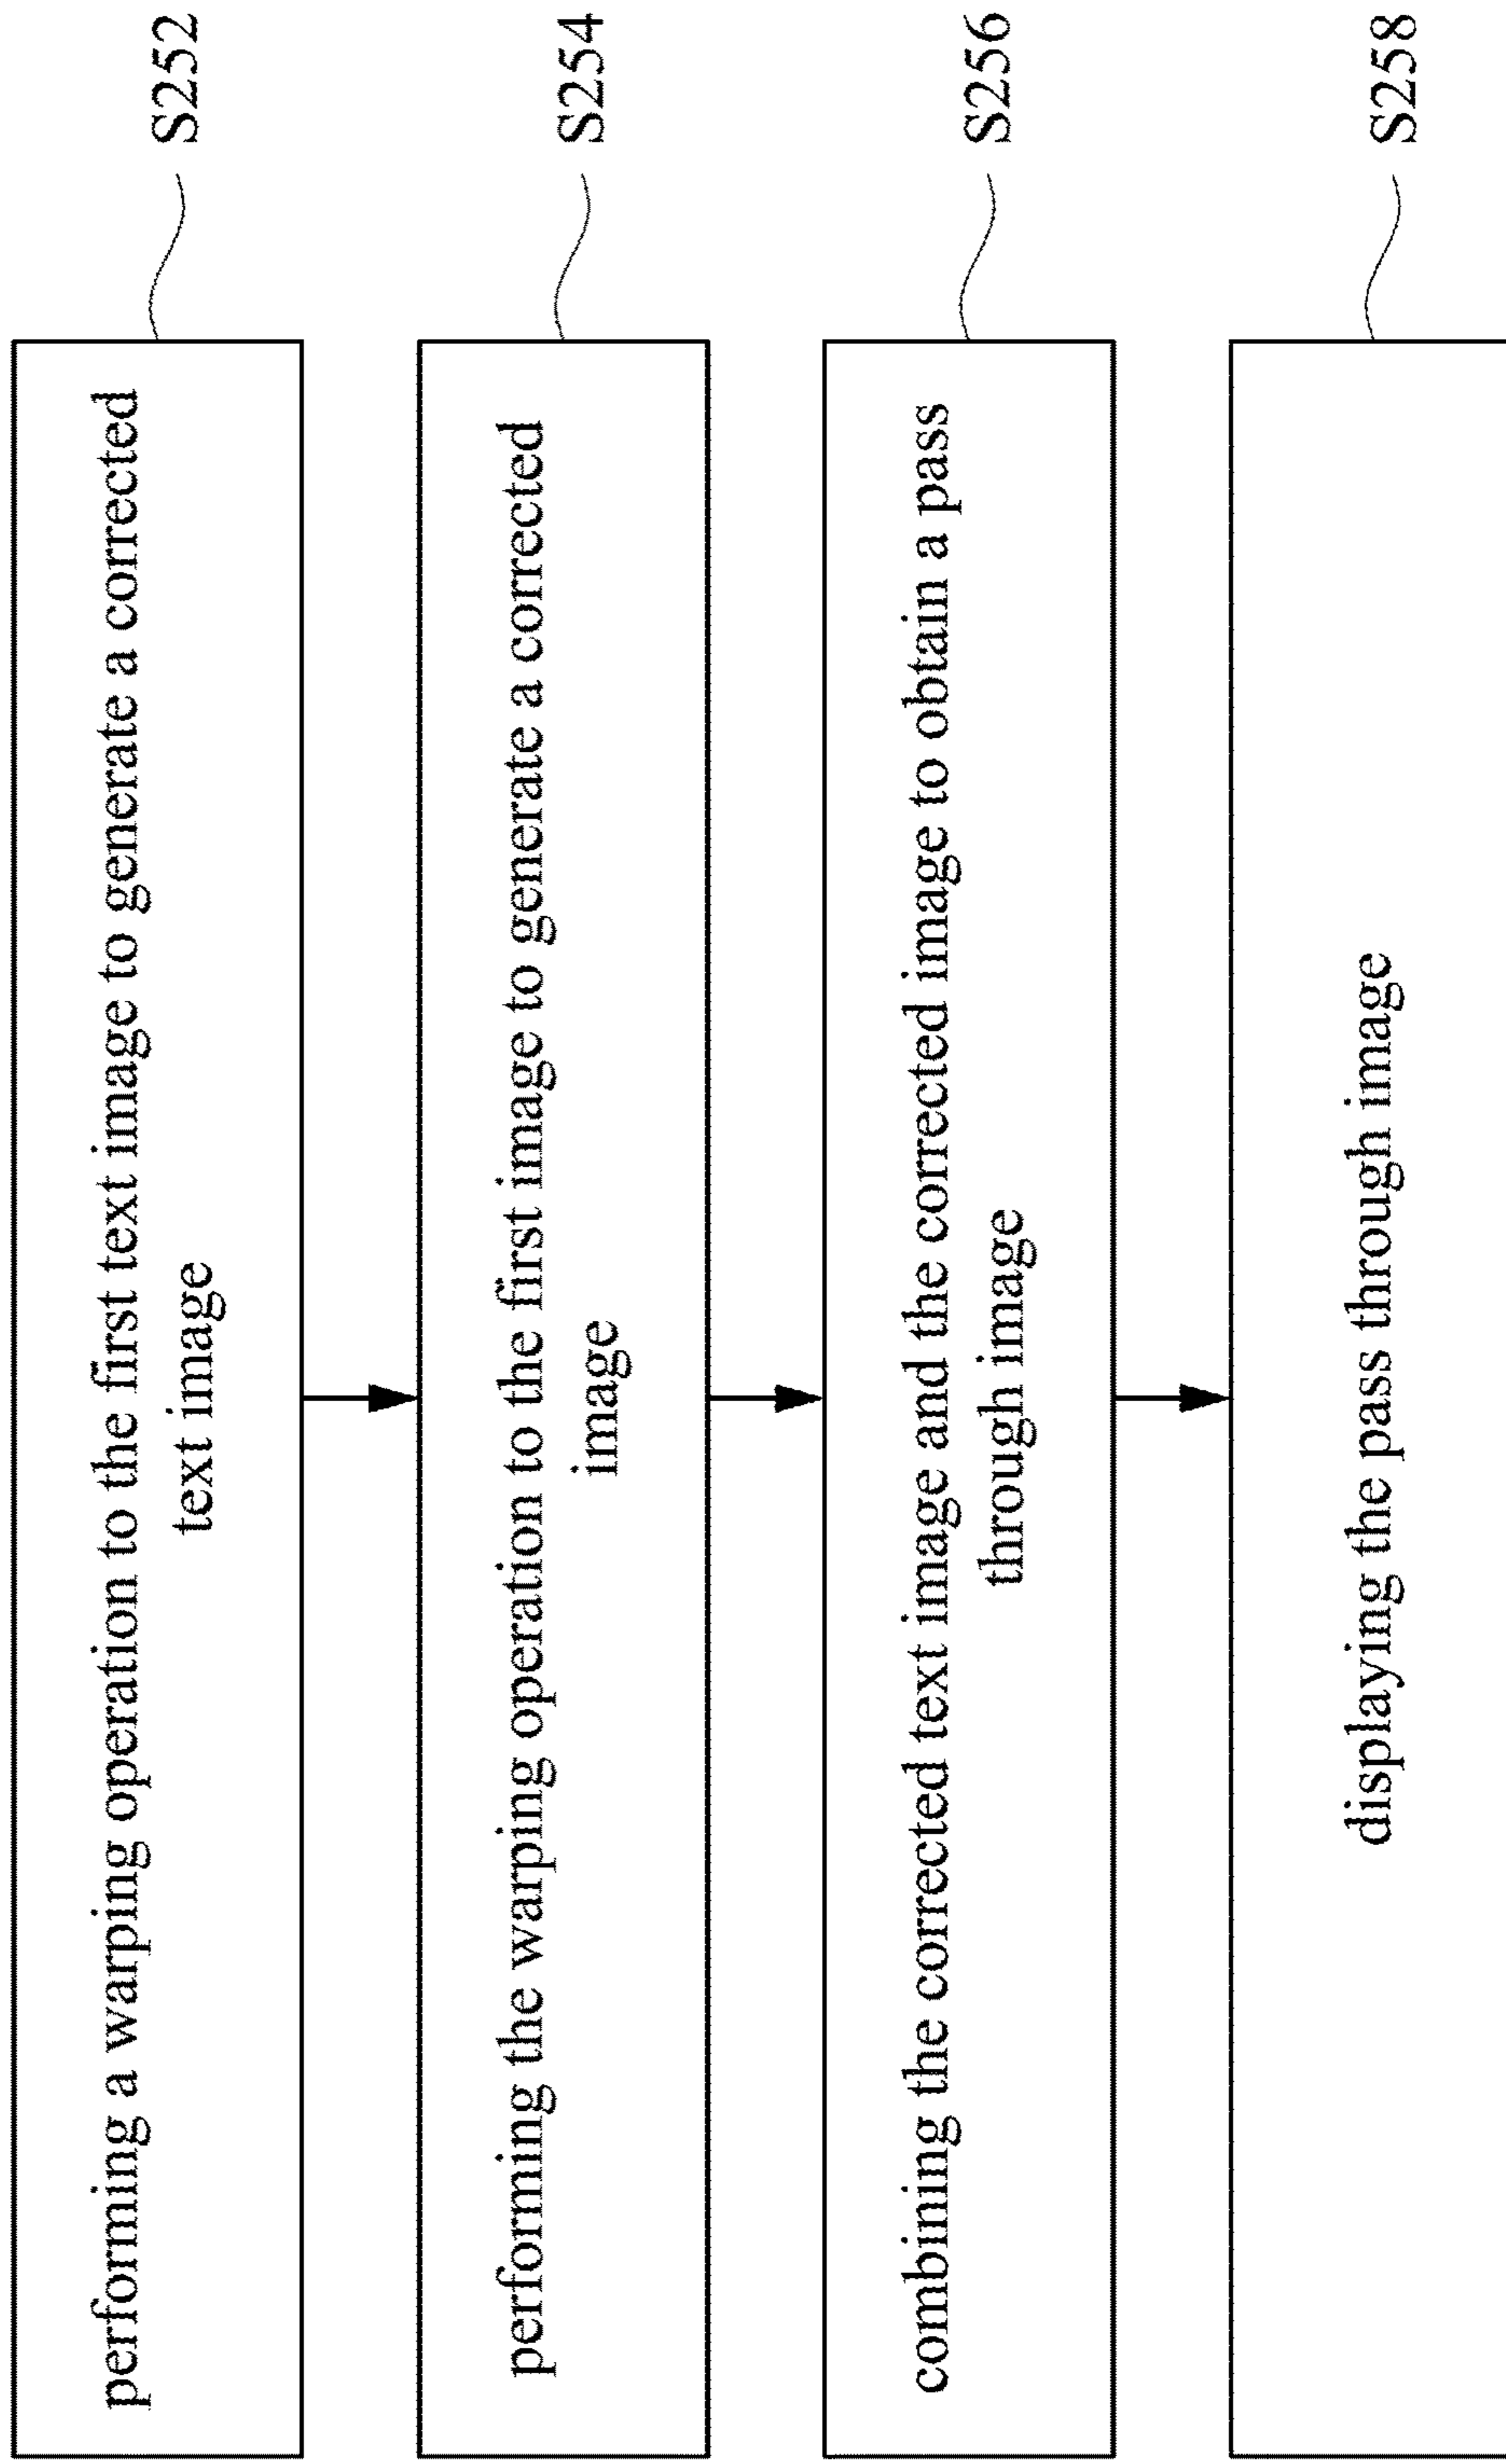 performing a warping operation to the first text image to generate a corrected
text image
S252
performing the warping operation to the first image to generate a corrected
image
S254
combining the corrected text image and the corrected image to obtain a pass
through image
S256
displaying the pass through image
S258